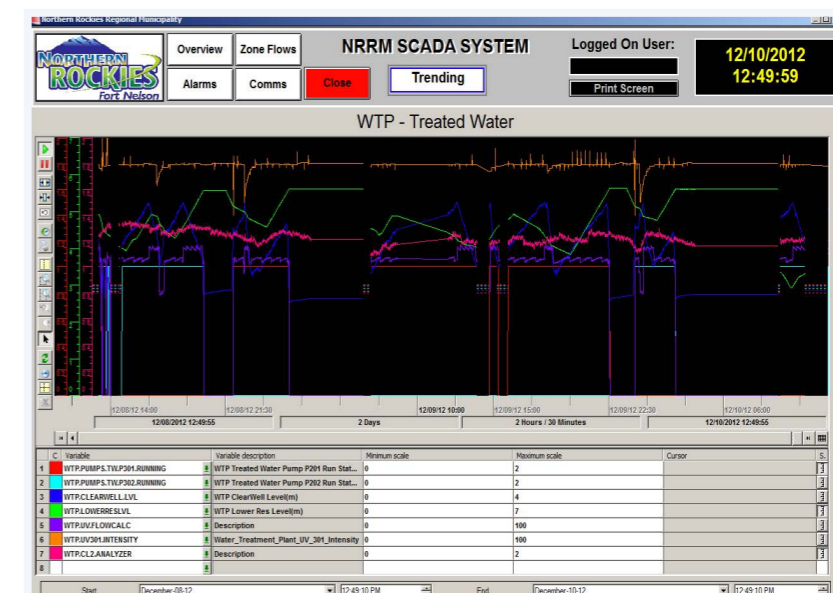 Northern Rockies Regional Municipality
NORTHERN
ROCKIES
Fort Nelson
Overview
Zone Flows
Alarms
Comms
Close
NRRM SCADA SYSTEM
Trending
Logged On User:
Print Screen
12/10/2012
12:49:59
WTP - Treated Water
12/08/12 14:00
12/08/12 21:30
12/09/12 10:00
12/09/12 15:00
12/09/12 22:30
12/10/12 06:00
12/08/2012 12:49:55
2 Days
2 Hours / 30 Minutes
12/10/2012 12:49:55
C Variable Variable description Minimum scale Maximum scale Cursor S.
1 WTP.PUMPS.TW.P301.RUNNING WTP Treated Water Pump P201 Run Stat... 0 2
2 WTP.PUMPS.TW.P302.RUNNING WTP Treated Water Pump P202 Run Stat... 0 2
3 WTP.CLEARWELL.LVL WTP ClearWell Level(m) 0 4
4 WTP.LOWERRESLVL WTP Lower Res Level(m) 0 7
5 WTP.UV.FLOWCALC Description 0 100
6 WTP.UV301.INTENSITY Water_Treatment_Plant_UV_301_Intensity 0 100
7 WTP.CL2.ANALYZER Description 0 2
8
Start December-08-12 12:49:10 PM End December-10-12 12:49:10 PM